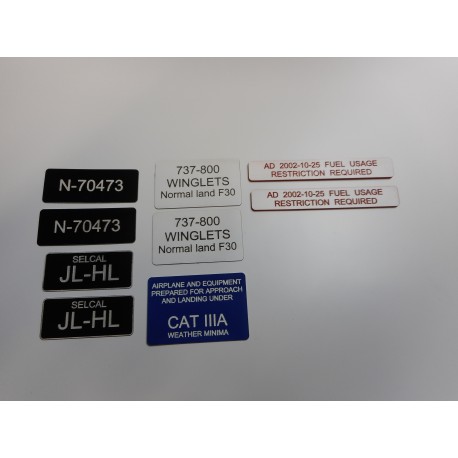 N-70473
N-70473
SELCAL
JL-HL
SELCAL
JL-HL
737-800
WINGLETS
Normal land F30
737-800
WINGLETS
Normal land F30
AIRPLANE AND EQUIPMENT
PREPARED FOR APPROACH
AND LANDING UNDER
CAT IIIA
WEATHER MINIMA
AD 2002-10-25 FUEL USAGE
RESTRICTION REQUIRED
AD 2002-10-25 FUEL USAGE
RESTRICTION REQUIRED